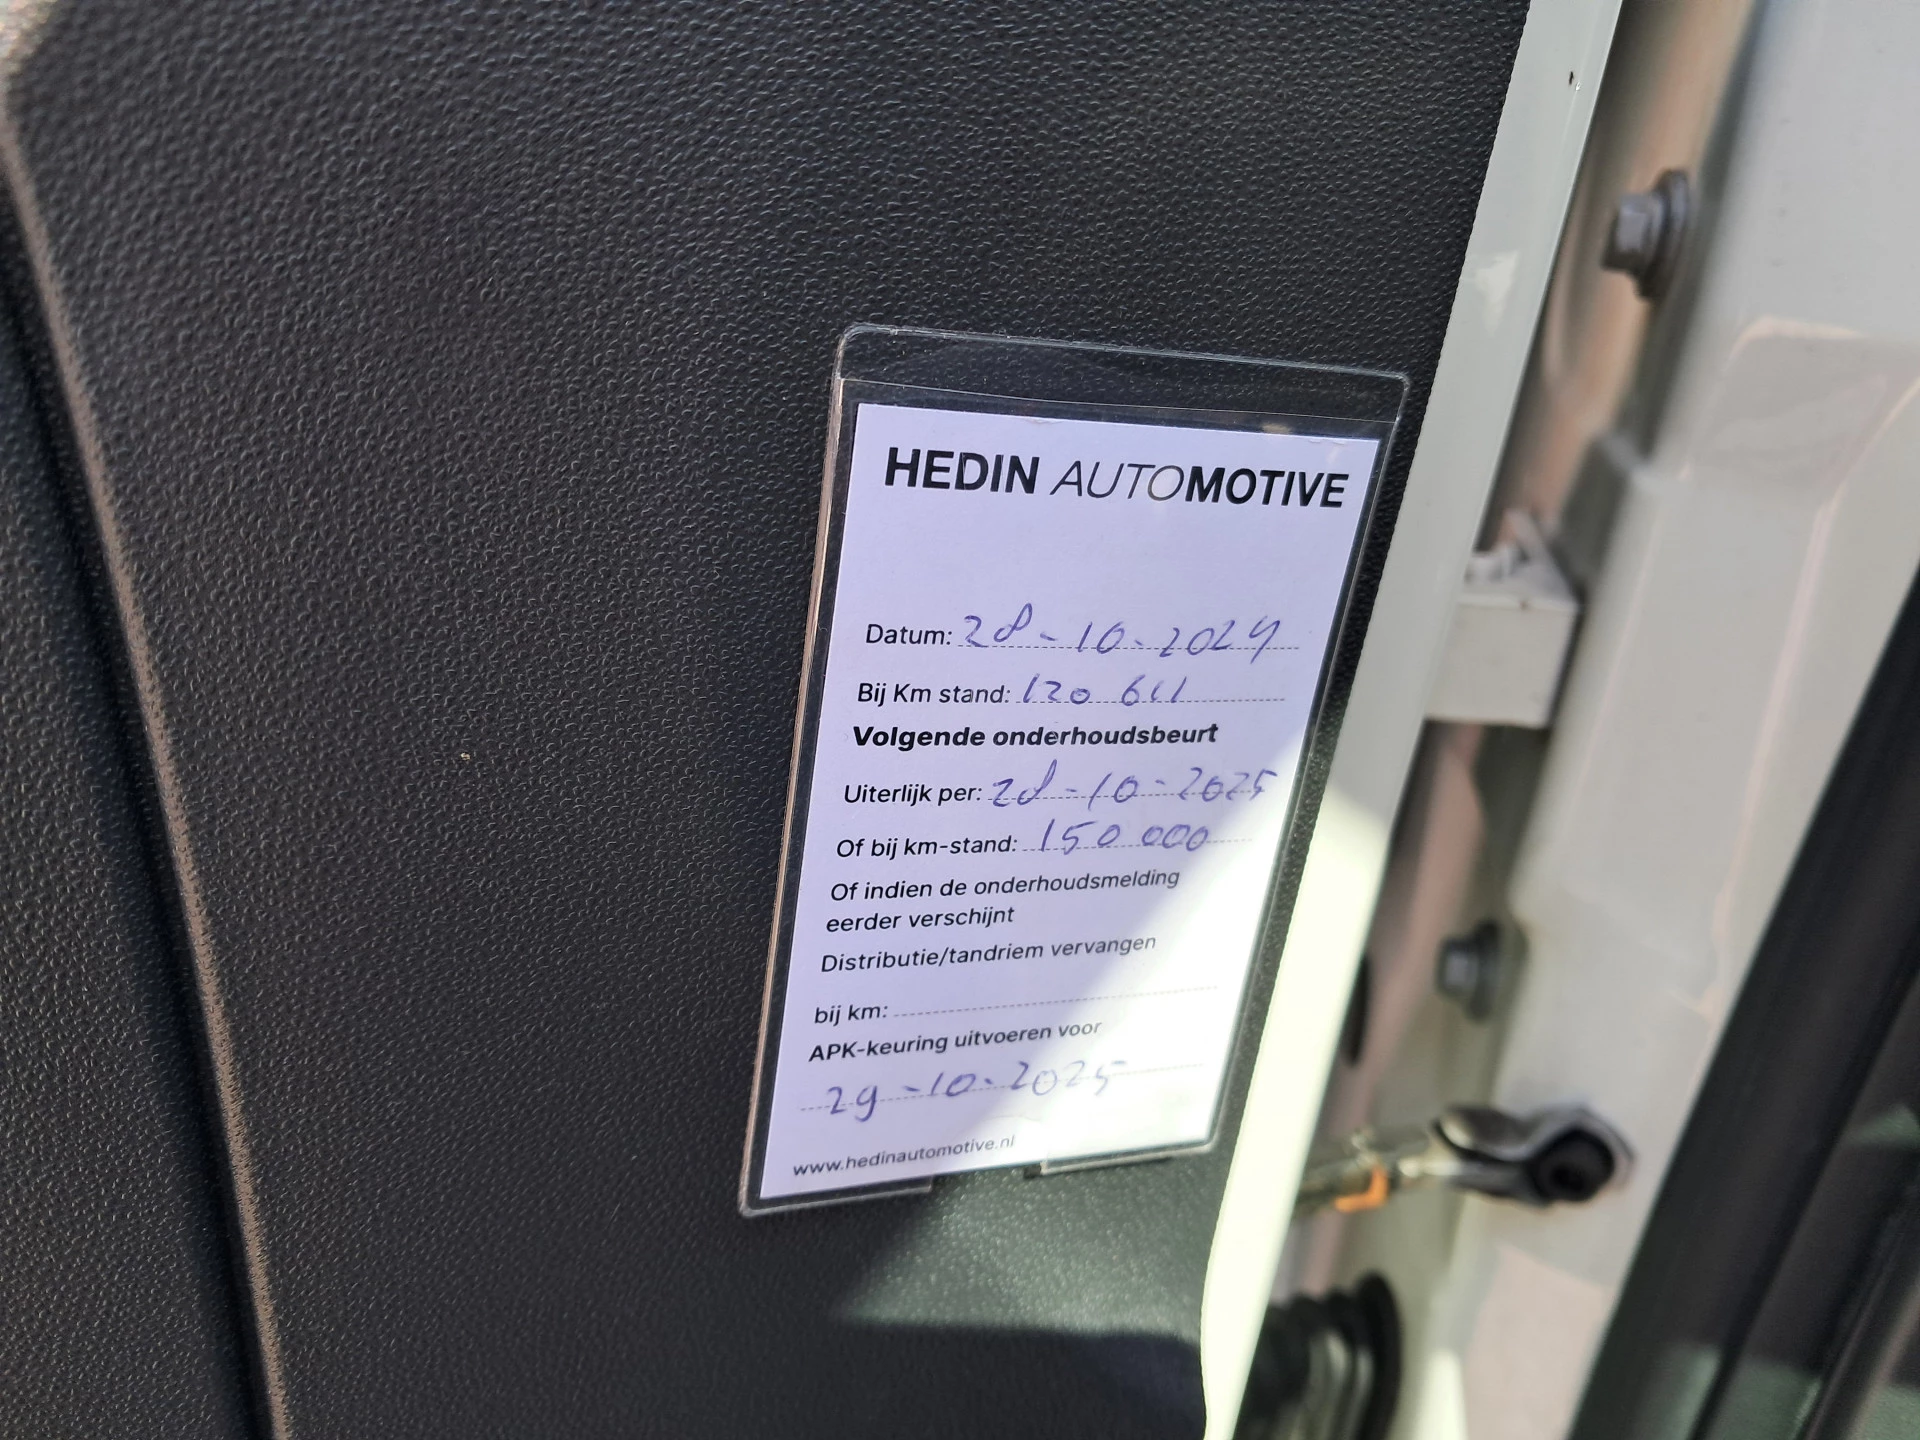 HEDIN AUTOMOTIVE
Datum: 28-10-2024
Bij Km stand: 120 611
Volgende onderhoudsbeurt
Uiterlijk per: 28-10-2025
Of bij km-stand: 150 000
Of indien de onderhoudsmelding
eerder verschijnt
Distributie/tandriem vervangen
bij km:
APK-keuring uitvoeren voor
29-10-2025
www.hedinautomotive.nl